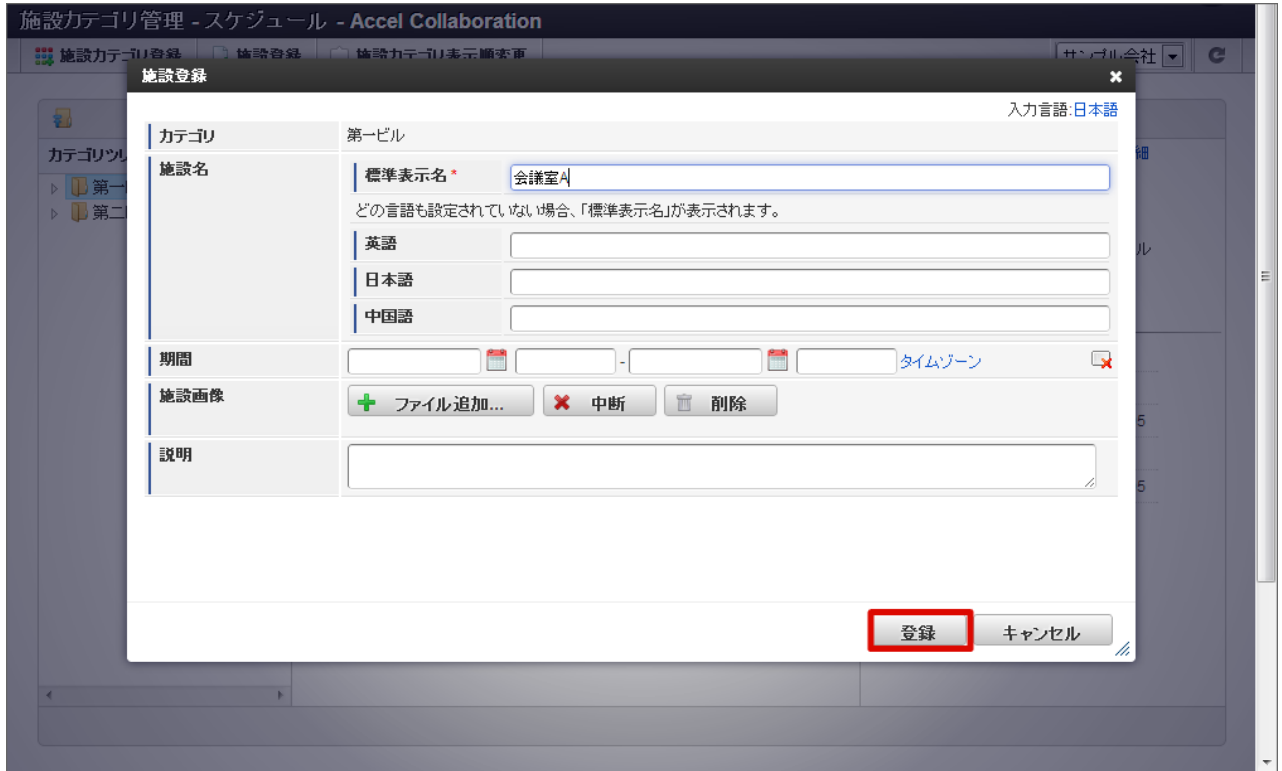 施設カテゴリ管理 - スケジュール - Accel Collaboration
施設カテゴリ登録 施設登録 施設カテゴリ表示順変更 サンプル会社
施設登録
入力言語:日本語
カテゴリ 第一ビル
カテゴリツリ
細
施設名
標準表示名* 会議室A
どの言語も設定されていない場合、「標準表示名」が表示されます。
第一
第二
英語
ル
日本語
中国語
期間 - タイムゾーン
施設画像 ファイル追加... 中断 削除
5
説明
5
登録 キャンセル